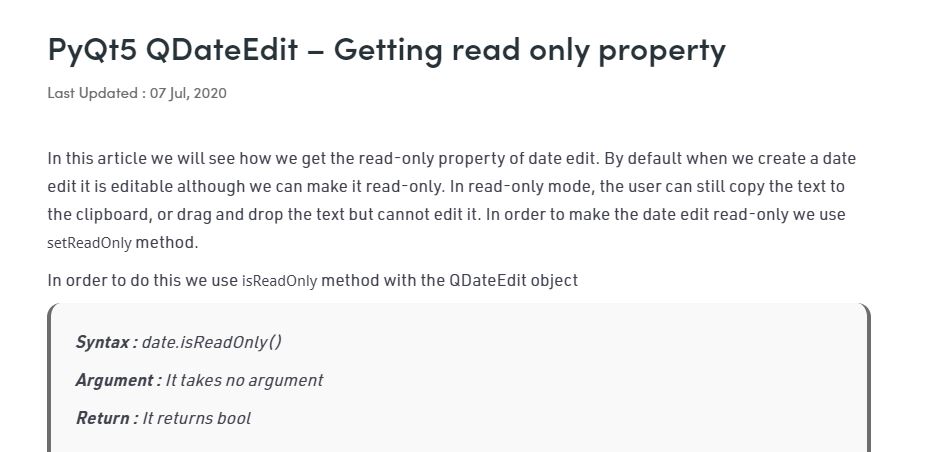 PyQt5 QDateEdit – Getting read only property
Last Updated : 07 Jul, 2020
In this article we will see how we get the read-only property of date edit. By default when we create a date
edit it is editable although we can make it read-only. In read-only mode, the user can still copy the text to
the clipboard, or drag and drop the text but cannot edit it. In order to make the date edit read-only we use
setReadOnly method.
In order to do this we use isReadOnly method with the QDateEdit object
Syntax : date.isReadOnly()
Argument : It takes no argument
Return : It returns bool